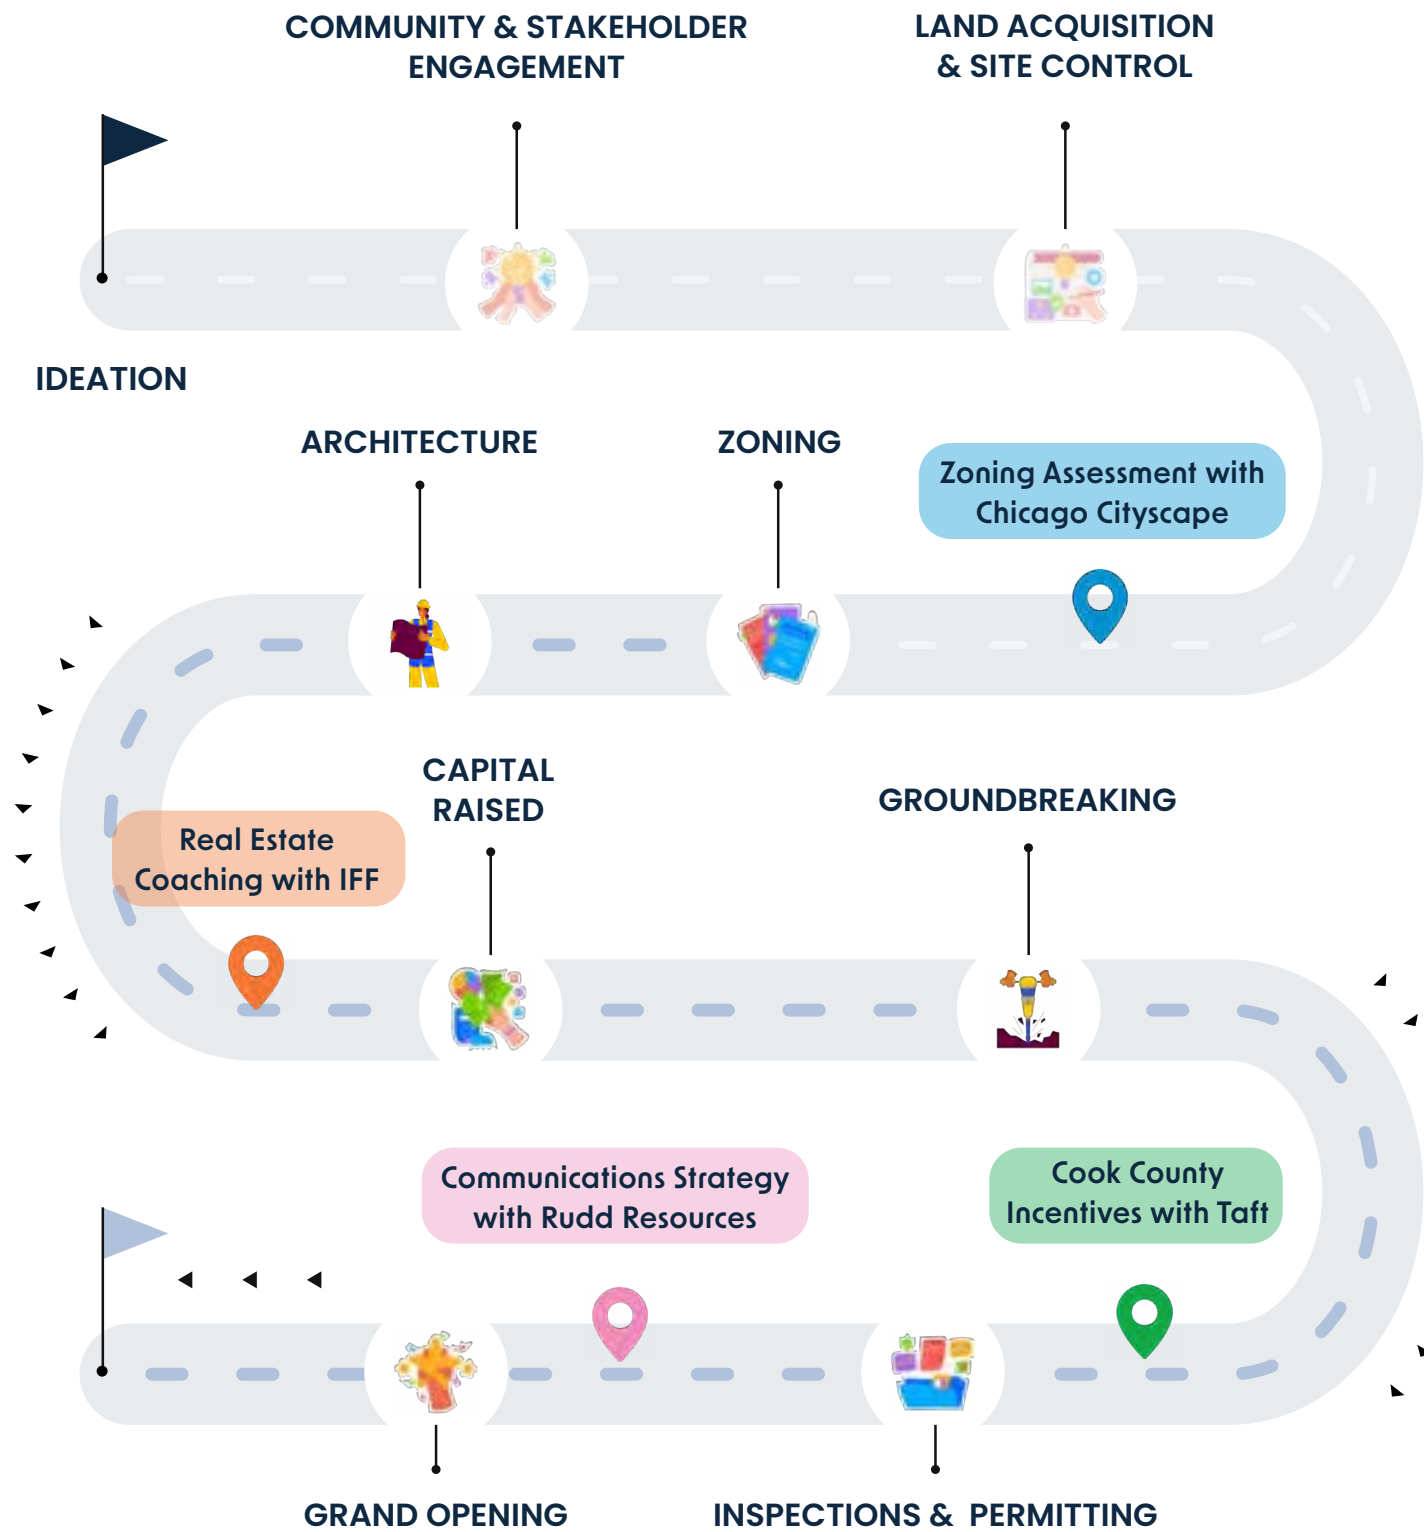 COMMUNITY & STAKEHOLDER
ENGAGEMENT
LAND ACQUISITION
& SITE CONTROL
IDEATION
ARCHITECTURE
ZONING
Zoning Assessment with
Chicago Cityscape
CAPITAL
RAISED
GROUNDBREAKING
Real Estate
Coaching with IFF
Communications Strategy
with Rudd Resources
Cook County
Incentives with Taft
GRAND OPENING
INSPECTIONS & PERMITTING